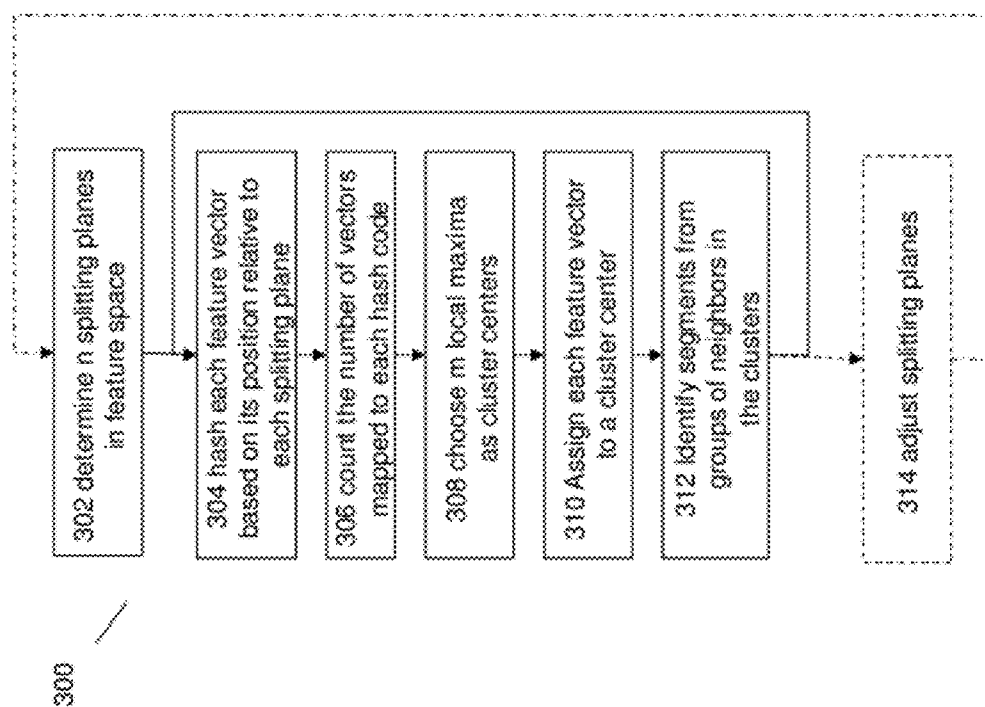 300
302 determine n splitting planes
in feature space
304 hash each feature vector
based on its position relative to
each splitting plane
306 count the number of vectors
mapped to each hash code
308 choose m local maxima
as cluster centers
310 Assign each feature vector
to a cluster center
312 Identify segments from
groups of neighbors in
the clusters
314 adjust splitting planes